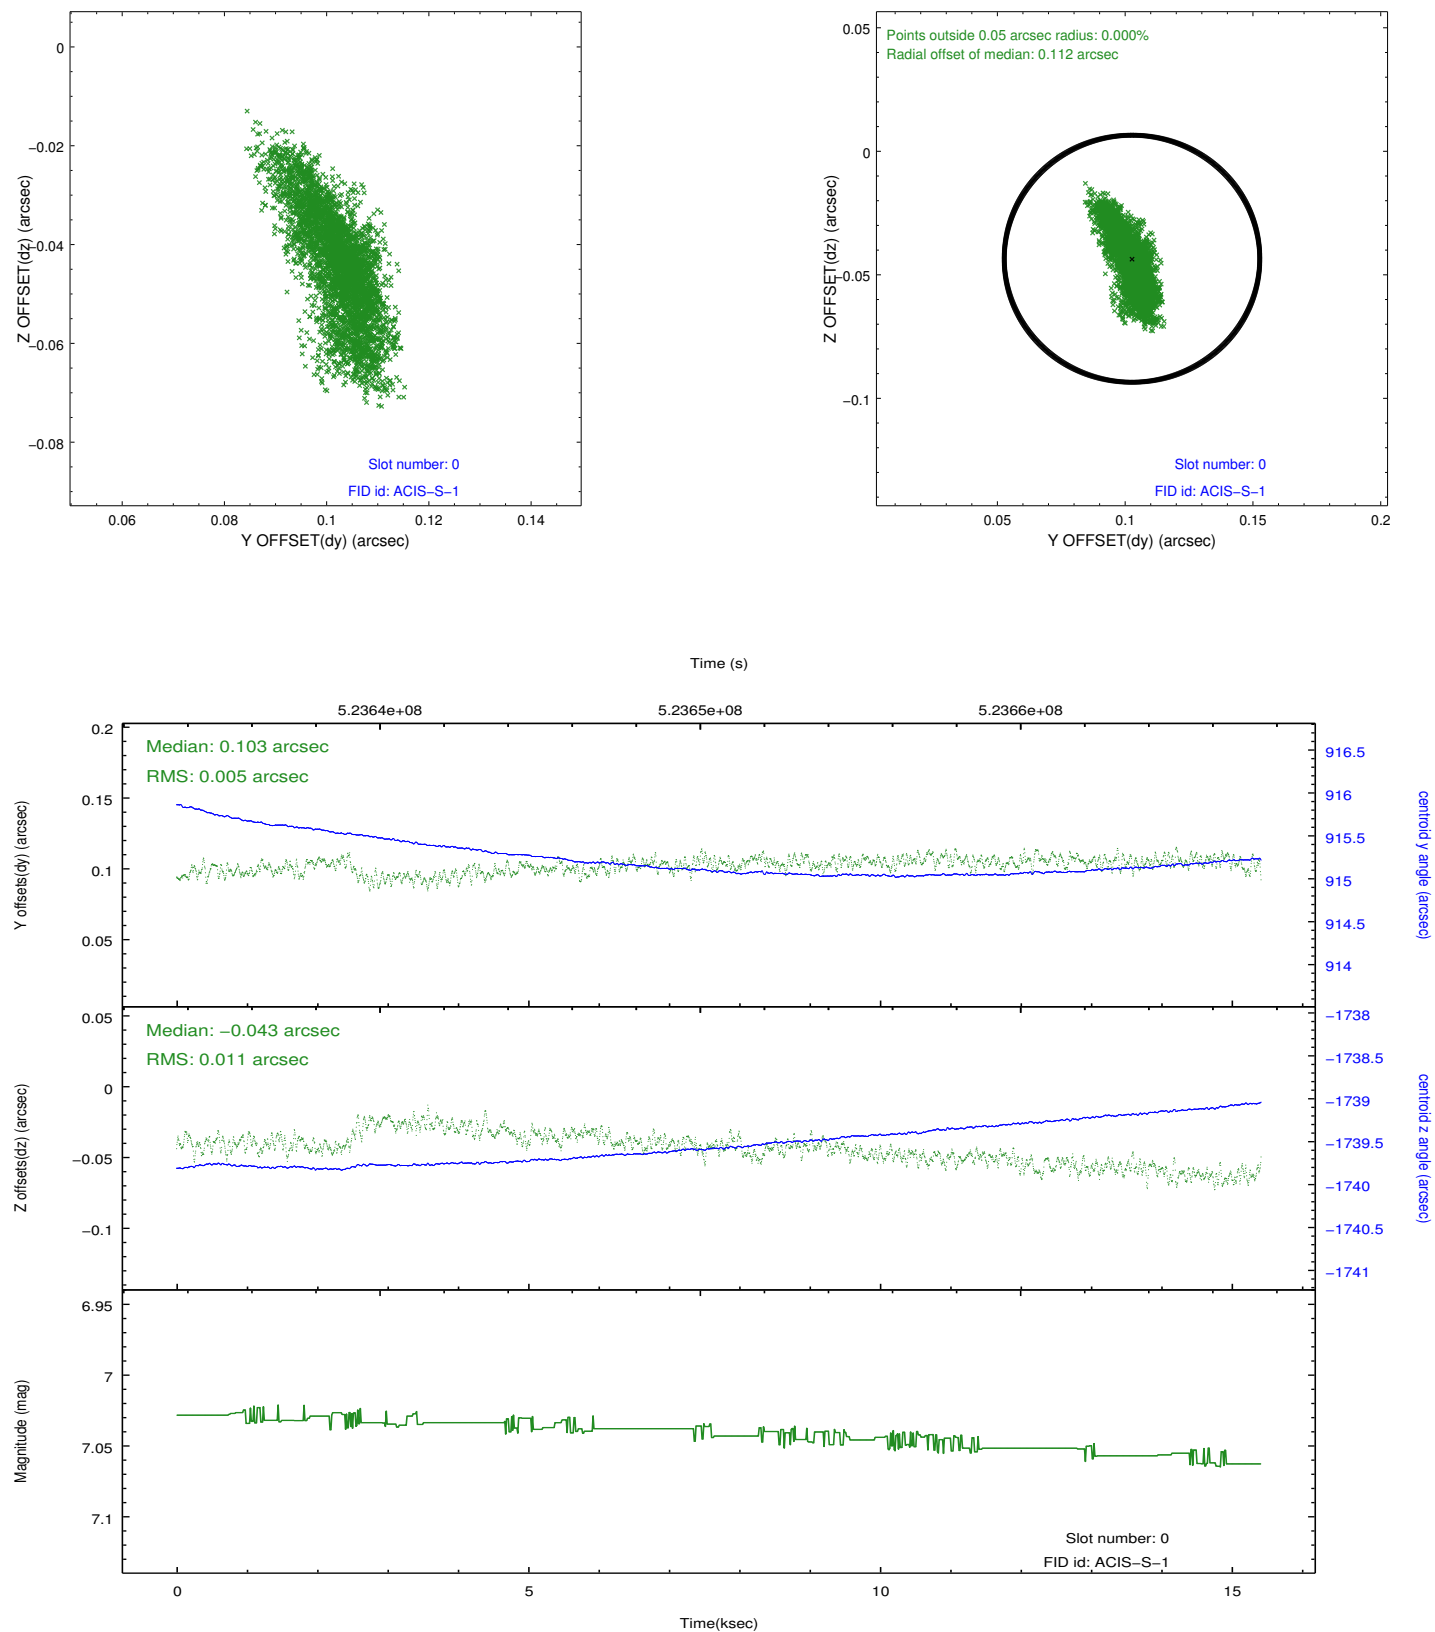 0
−0.02
−0.04
−0.06
−0.08
Z OFFSET(dz) (arcsec)
Slot number: 0
FID id: ACIS−S−1
0.06
0.08
0.1
0.12
0.14
Y OFFSET(dy) (arcsec)
Points outside 0.05 arcsec radius: 0.000%
Radial offset of median: 0.112 arcsec
0.05
0
−0.05
−0.1
Z OFFSET(dz) (arcsec)
Slot number: 0
FID id: ACIS−S−1
0.05
0.1
0.15
0.2
Y OFFSET(dy) (arcsec)
Time (s)
5.2364e+08
5.2365e+08
5.2366e+08
0.2
0.15
0.1
0.05
Y offsets(dy) (arcsec)
Median: 0.103 arcsec
RMS: 0.005 arcsec
916.5
916
915.5
915
914.5
914
centroid y angle (arcsec)
0.05
0
−0.05
−0.1
Z offsets(dz) (arcsec)
Median: −0.043 arcsec
RMS: 0.011 arcsec
−1738
−1738.5
−1739
−1739.5
−1740
−1740.5
−1741
centroid z angle (arcsec)
6.95
7
7.05
7.1
Magnitude (mag)
Slot number: 0
FID id: ACIS−S−1
0
5
10
15
Time(ksec)